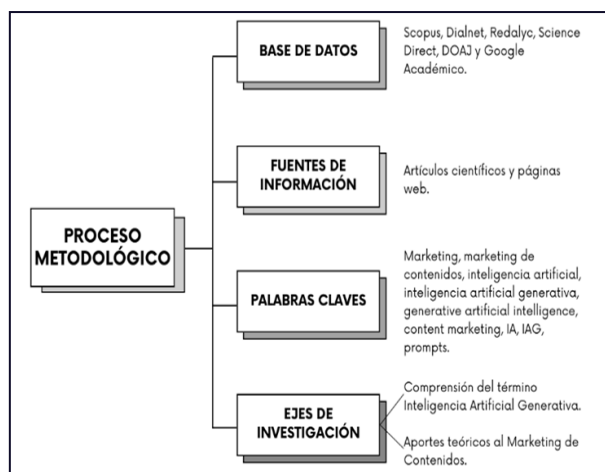 BASE DE DATOS
Scopus, Dialnet, Redalyc, Science
Direct, DOAJ y Google
Académico.
FUENTES DE
INFORMACIÓN
Artículos científicos y páginas
web.
PROCESO
METODOLÓGICO
PALABRAS CLAVES
Marketing, marketing de
contenidos, inteligencia artificial,
inteligencia artificial generativa,
generative artificial intelligence,
content marketing, IA, IAG,
prompts.
EJES DE
INVESTIGACIÓN
Comprensión del término
Inteligencia Artificial Generativa.
Aportes teóricos al Marketing de
Contenidos.